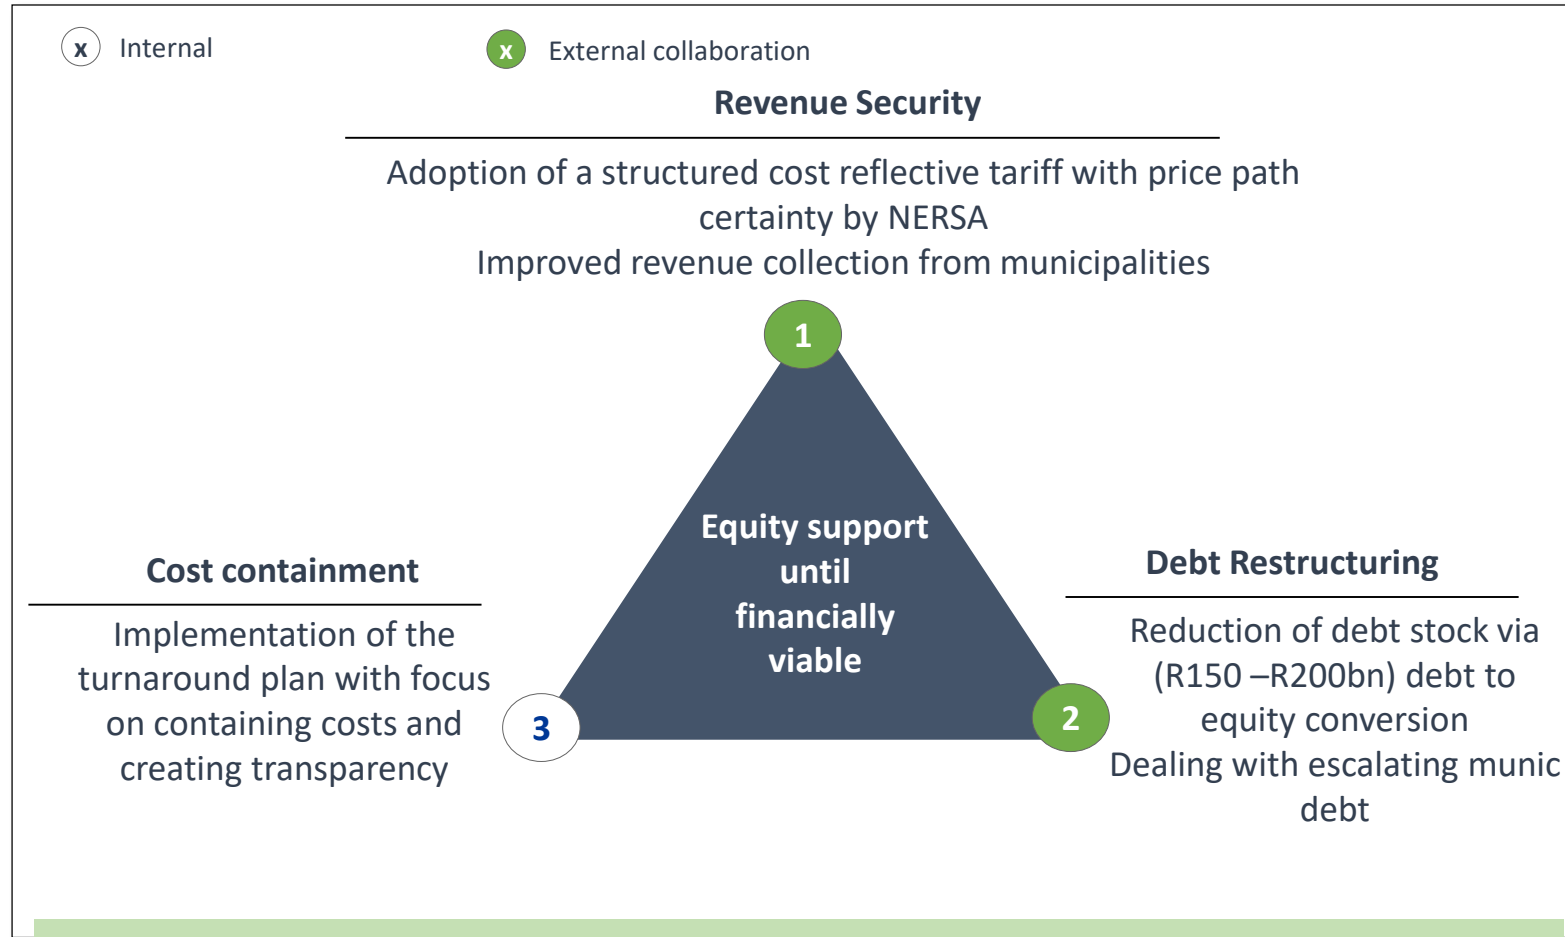 x Internal
x External collaboration
Revenue Security
Adoption of a structured cost reflective tariff with price path
certainty by NERSA
Improved revenue collection from municipalities
1
Equity support
until
financially
viable
Cost containment
Implementation of the
turnaround plan with focus
on containing costs and
creating transparency
3
Debt Restructuring
Reduction of debt stock via
(R150 –R200bn) debt to
equity conversion
Dealing with escalating munic
debt
2